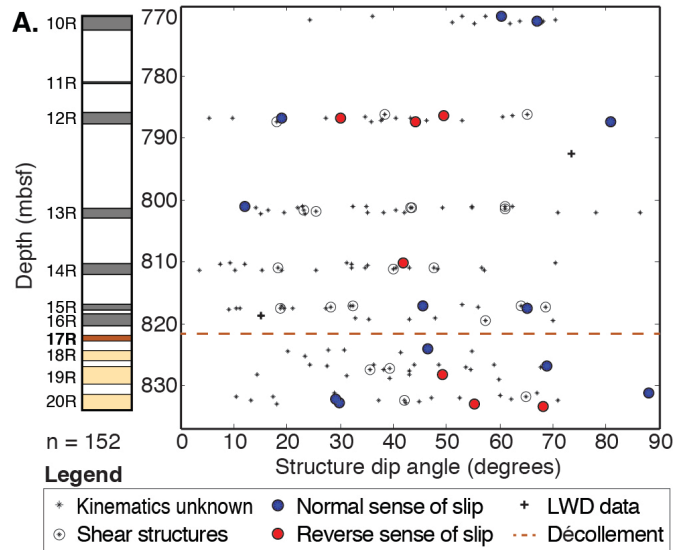 A.
10R
11R
12R
13R
14R
15R
16R
17R
18R
19R
20R
n = 152
Depth (mbsf)
770
780
790
800
810
820
830
0 10 20 30 40 50 60 70 80 90
Structure dip angle (degrees)
Legend
Kinematics unknown Normal sense of slip LWD data
Shear structures Reverse sense of slip Décollement